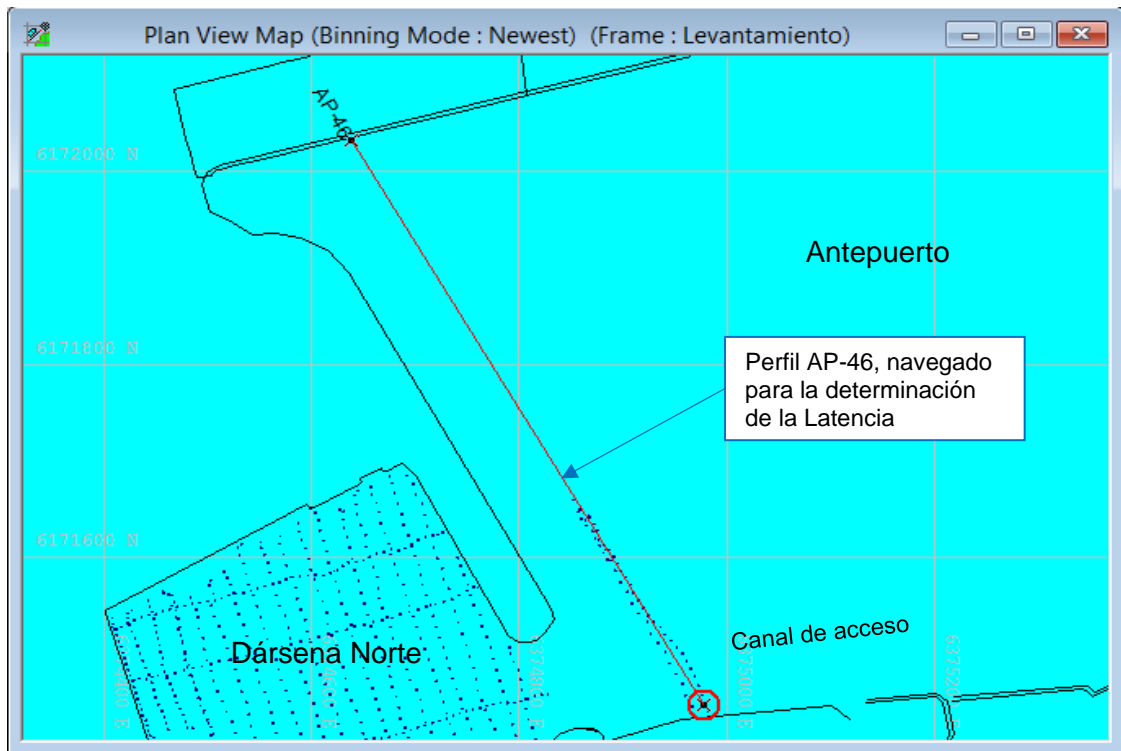 Plan View Map (Binning Mode : Newest) (Frame : Levantamiento)
AP-46
6172000 N
Antepuerto
6171800 N
Perfil AP-46, navegado
para la determinación
de la Latencia
6171600 N
Canal de acceso
Dársena Norte